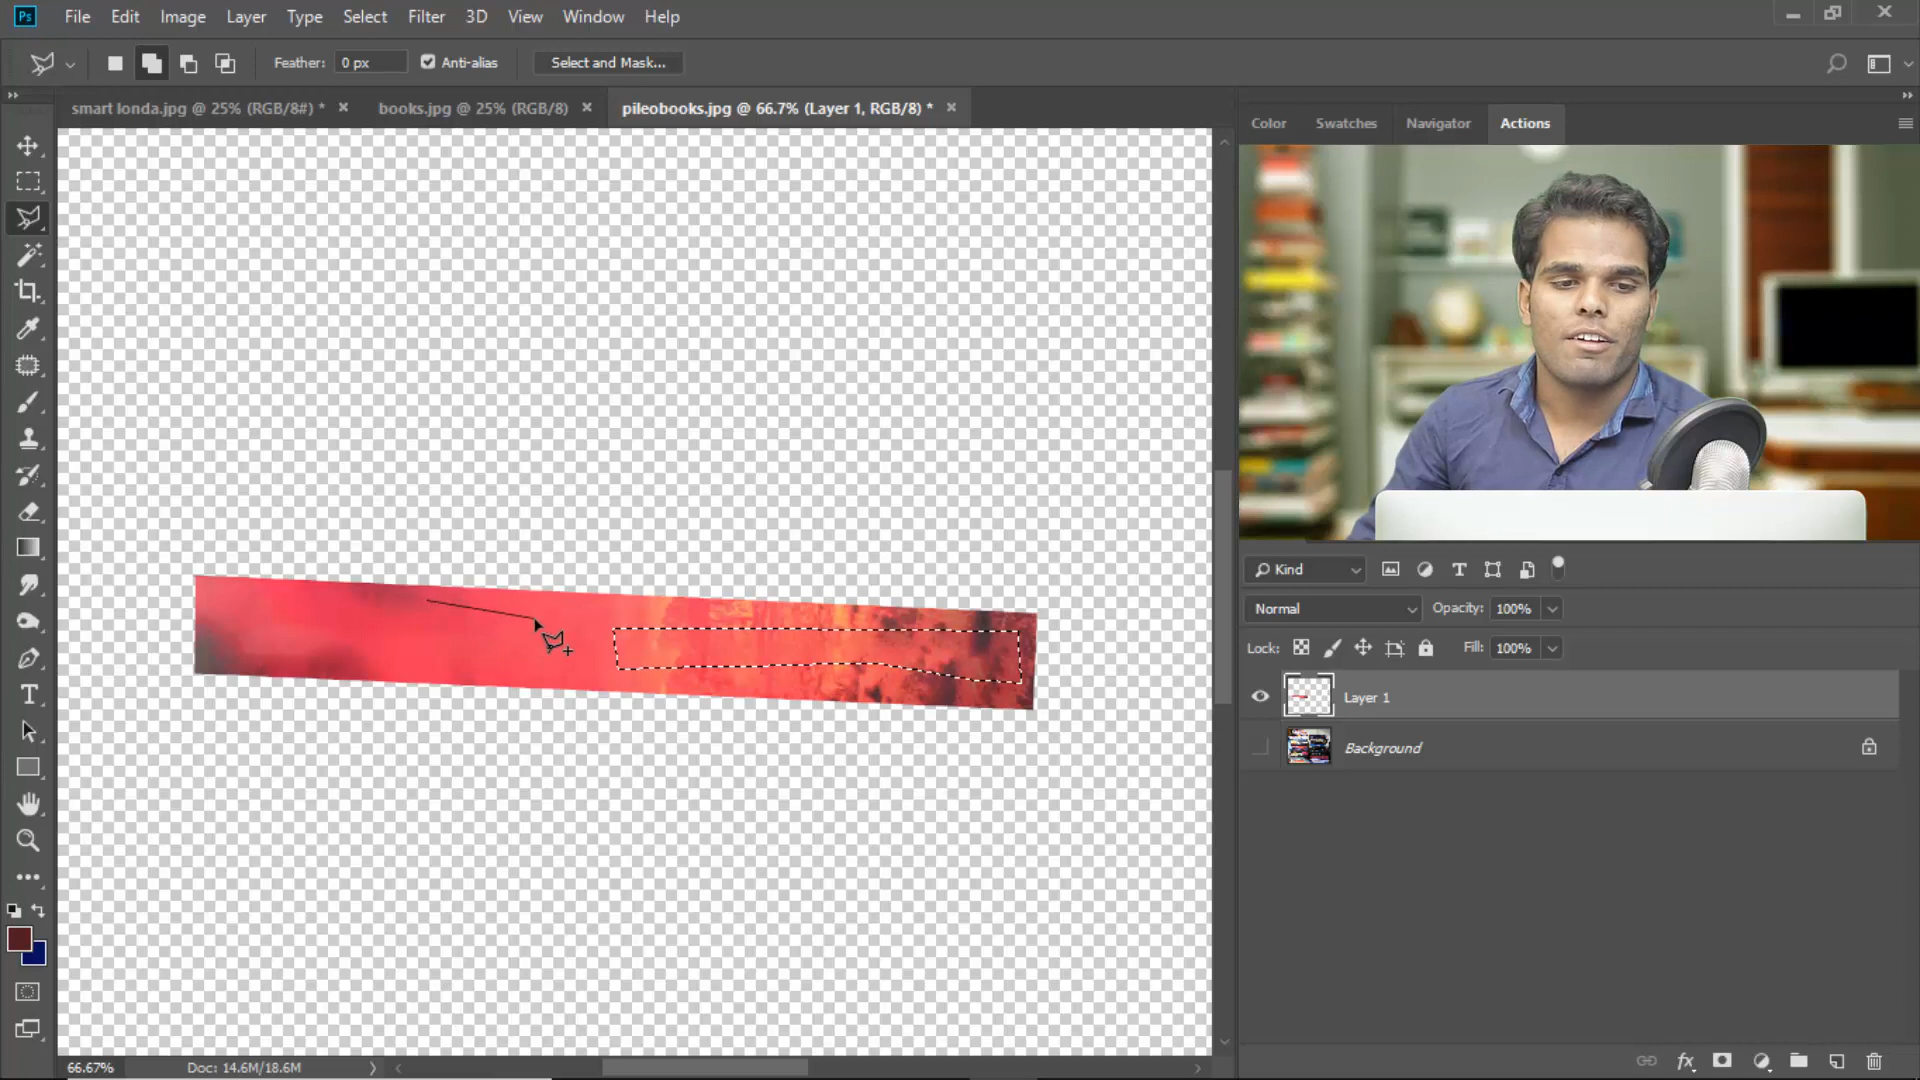 Ps File Edit Image Layer Type Select Filter 3D View Window Help
Feather: 0 px Anti-alias Select and Mask...
smart londa.jpg @ 25% (RGB/8#) * books.jpg @ 25% (RGB/8) pileobooks.jpg @ 66.7% (Layer 1, RGB/8) *
Color Swatches Navigator Actions
Kind
Normal Opacity: 100%
Lock: Fill: 100%
Layer 1
Background
66.67% Doc: 14.6M/18.6M